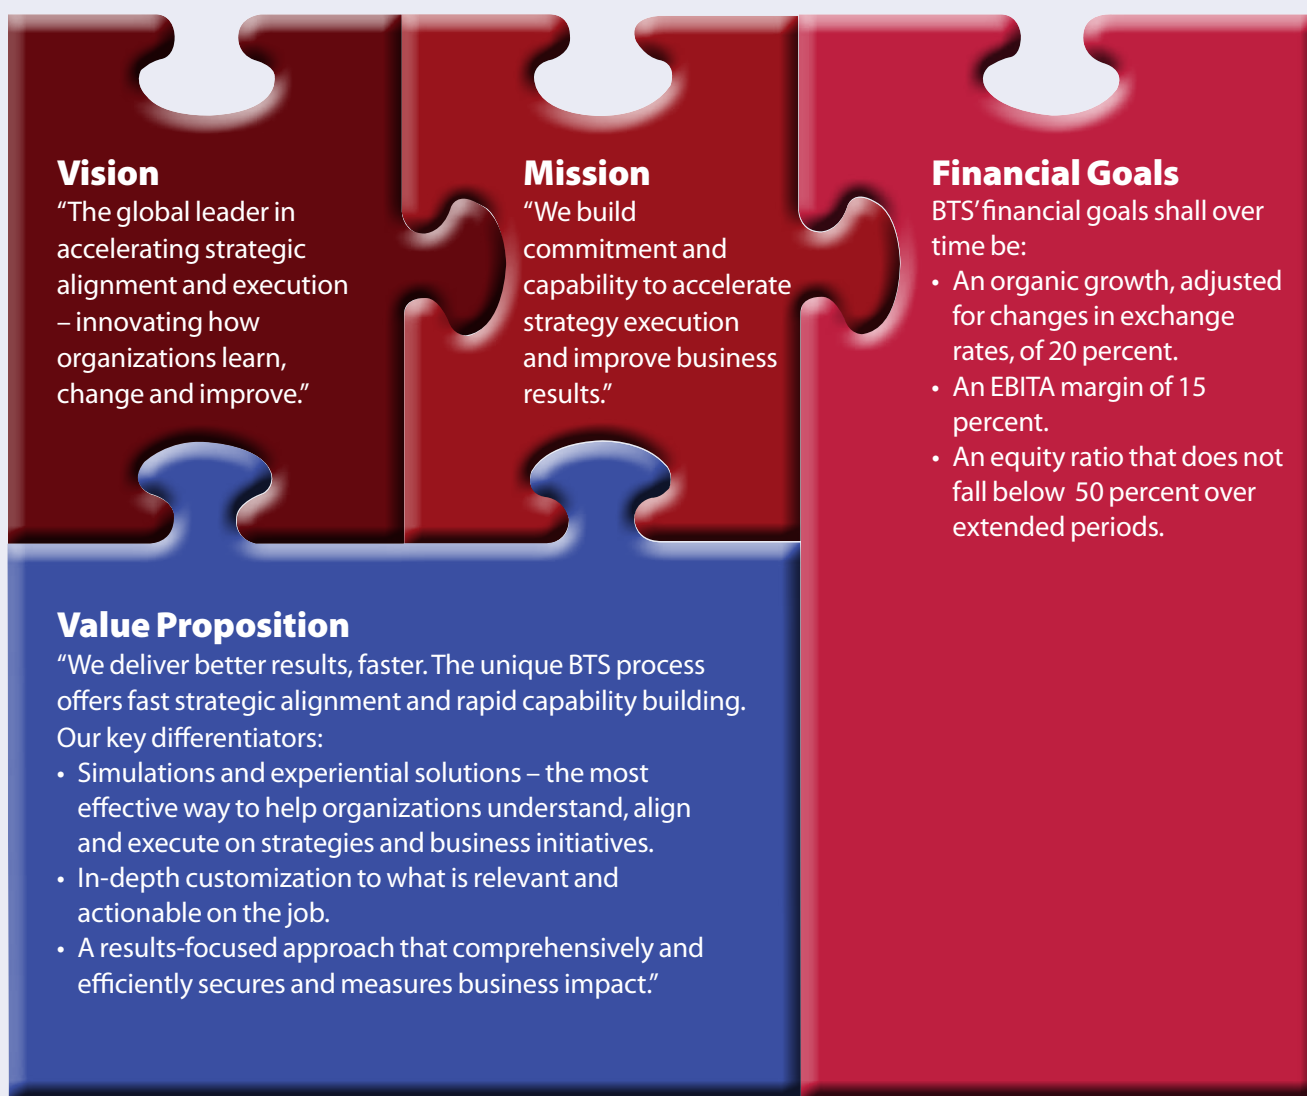 Vision
“The global leader in
accelerating strategic
alignment and execution
– innovating how
organizations learn,
change and improve.”
Mission
“We build
commitment and
capability to accelerate
strategy execution
and improve business
results.”
Financial Goals
BTS’ financial goals shall over
time be:
• An organic growth, adjusted
for changes in exchange
rates, of 20 percent.
• An EBITA margin of 15
percent.
• An equity ratio that does not
fall below  50 percent over
extended periods.
Value Proposition
“We deliver better results, faster. The unique BTS process
offers fast strategic alignment and rapid capability building.
Our key differentiators:
• Simulations and experiential solutions – the most
effective way to help organizations understand, align
and execute on strategies and business initiatives.
• In-depth customization to what is relevant and
actionable on the job.
• A results-focused approach that comprehensively and
efficiently secures and measures business impact.”